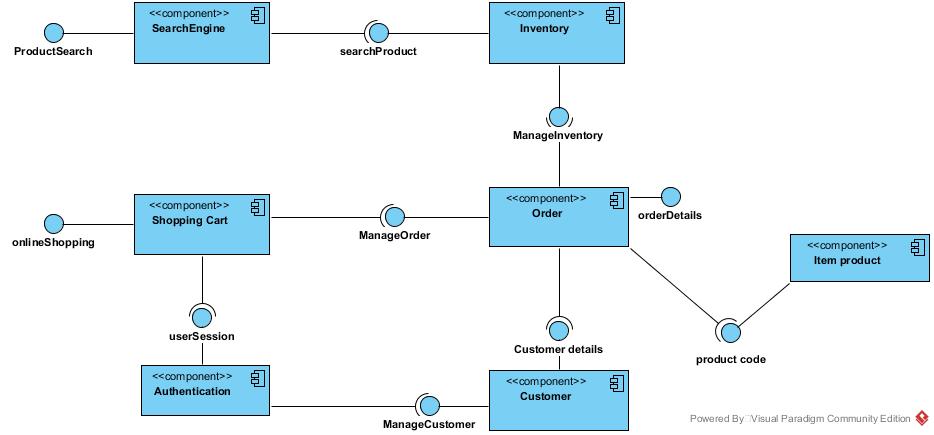 <<component>>
SearchEngine
<<component>>
Inventory
ProductSearch
searchProduct
ManageInventory
<<component>>
Shopping Cart
<<component>>
Order
orderDetails
onlineShopping
ManageOrder
<<component>>
Item product
userSession
Customer details
product code
<<component>>
Authentication
<<component>>
Customer
ManageCustomer
Powered By Visual Paradigm Community Edition